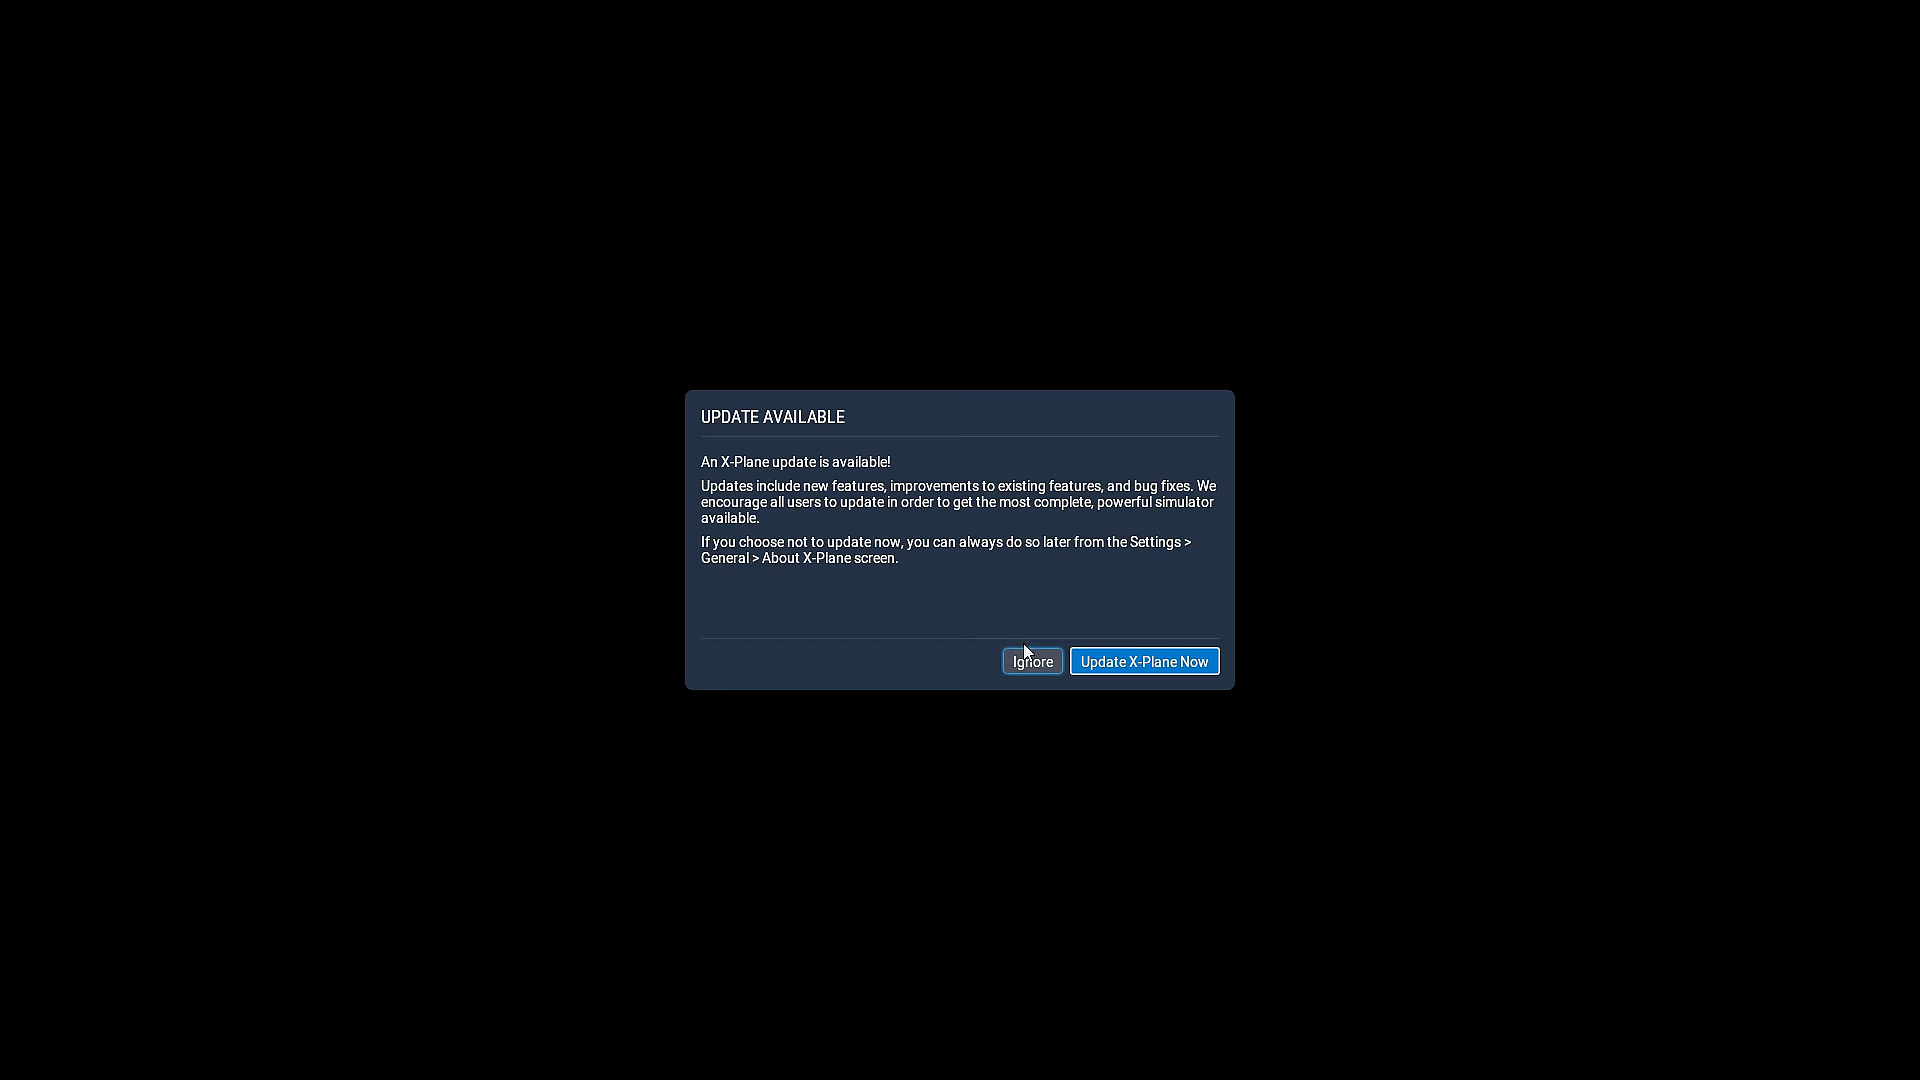 UPDATE AVAILABLE
An X-Plane update is available!
Updates include new features, improvements to existing features, and bug fixes. We
encourage all users to update in order to get the most complete, powerful simulator
available.
If you choose not to update now, you can always do so later from the Settings >
General > About X-Plane screen.
Ignore
Update X-Plane Now